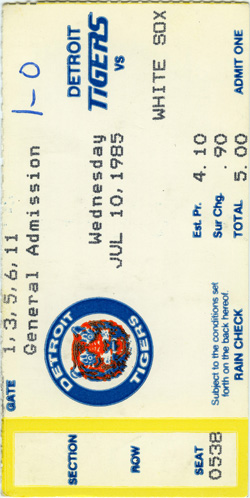 1-0
DETROIT
TIGERS
VS
WHITE SOX
Wednesday
JUL 10,1985
GATE
1,3,5,6,11
General Admission
DETROIT TIGERS
ADMIT ONE
Est. Pr. 4.10
Sur Chg. .90
TOTAL 5.00
Subject to the conditions set
forth on the back hereof.
RAIN CHECK
SECTION
ROW
SEAT
0538